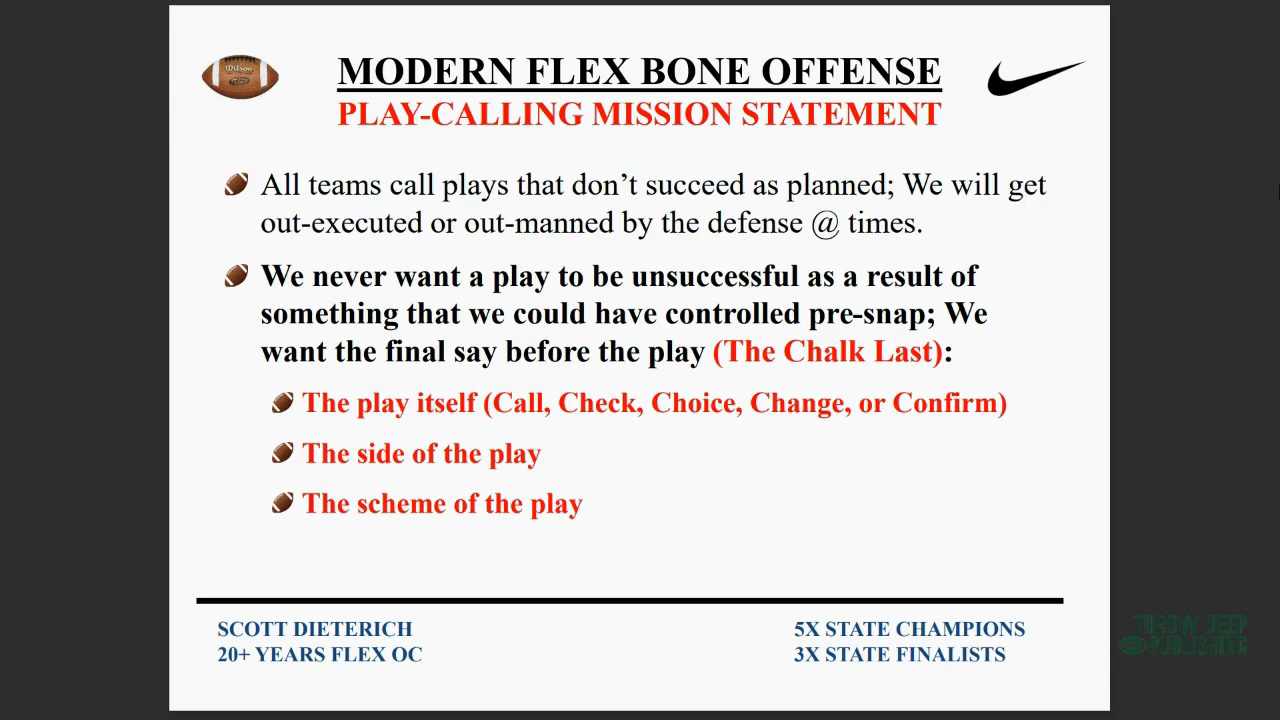 MODERN FLEX BONE OFFENSE
PLAY-CALLING MISSION STATEMENT
Wilson
All teams call plays that don’t succeed as planned; We will get
out-executed or out-manned by the defense @ times.
We never want a play to be unsuccessful as a result of
something that we could have controlled pre-snap; We
want the final say before the play (The Chalk Last):
The play itself (Call, Check, Choice, Change, or Confirm)
The side of the play
The scheme of the play
SCOTT DIETERICH
20+ YEARS FLEX OC
5X STATE CHAMPIONS
3X STATE FINALISTS
THROW DEEP
PUBLISHING